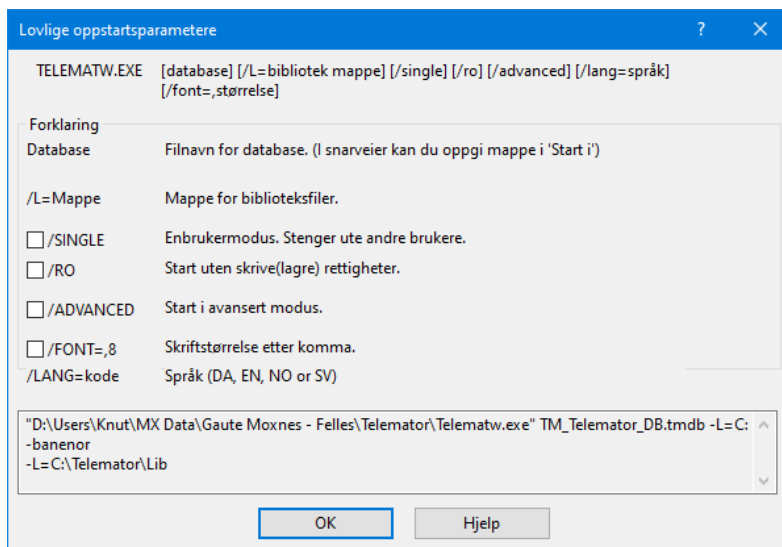 Lovlige oppstartsparametere
TELEMATW.EXE [database] [/L=bibliotek mappe] [/single] [/ro] [/advanced] [/lang=språk]
[/font=,størrelse]
Forklaring
Database Filnavn for database. (I snarveier kan du oppgi mappe i 'Start i')
/L=Mappe Mappe for biblioteksfiler.
/SINGLE Enbrukermodus. Stenger ute andre brukere.
/RO Start uten skrive(lagre) rettigheter.
/ADVANCED Start i avansert modus.
/FONT=,8 Skriftstørrelse etter komma.
/LANG=kode Språk (DA, EN, NO or SV)
"D:\Users\Knut\MX Data\Gaute Moxnes - Felles\Telemator\Telematw.exe" TM_Telemator_DB.tmdb -L=C:
-banenor
-L=C:\Telemator\Lib
OK Hjelp